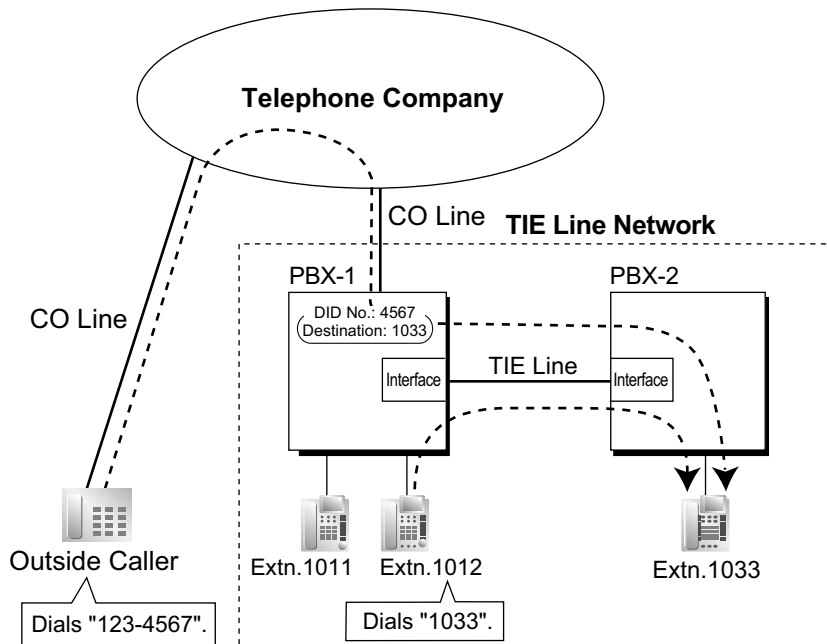 Telephone Company
CO Line
TIE Line Network
PBX-1
PBX-2
DID No.: 4567
Destination: 1033
CO Line
Interface
TIE Line
Interface
Outside Caller
Extn.1011
Extn.1012
Extn.1033
Dials "123-4567".
Dials "1033".